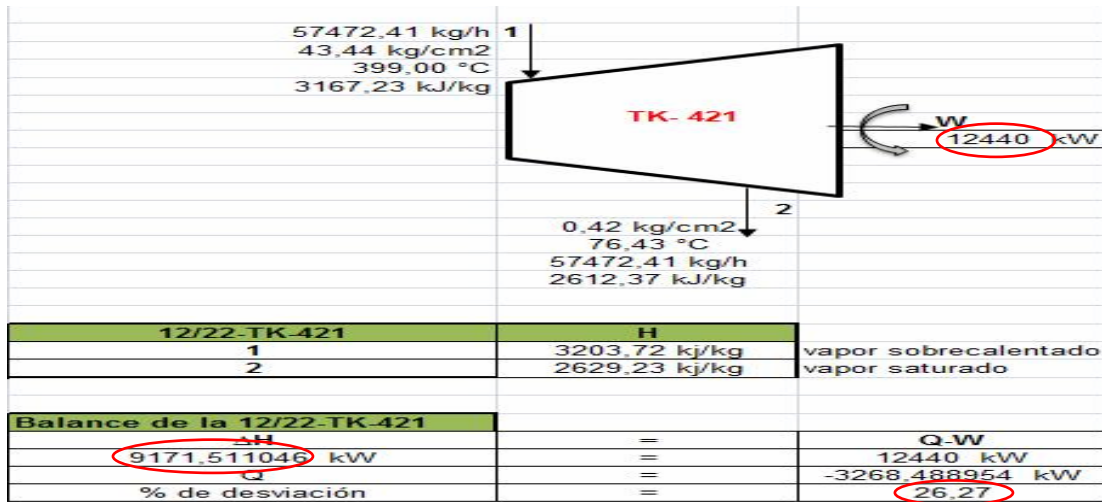 57472,41 kg/h 1
43,44 kg/cm2
399,00 °C
3167,23 kJ/kg
TK- 421
W
12440 kW
2
0,42 kg/cm2
76,43 °C
57472,41 kg/h
2612,37 kJ/kg
12/22-TK-421 H
1 3203,72 kj/kg vapor sobrecalentado
2 2629,23 kj/kg vapor saturado
Balance de la 12/22-TK-421
ΔH = Q-W
9171,511046 kW = 12440 kW
Q = -3268,488954 kW
% de desviación = 26,27